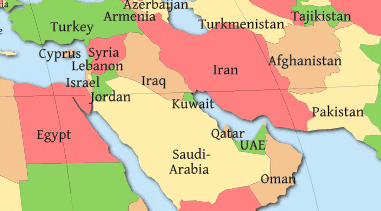 Azerbaijan
Tajikistan
Armenia
Turkmenistan
Turkey
Cyprus
Syria
Lebanon
Afghanistan
Iran
Iraq
Israel
Jordan
Kuwait
Pakistan
Egypt
Qatar
UAE
Saudi-
Arabia
Oman